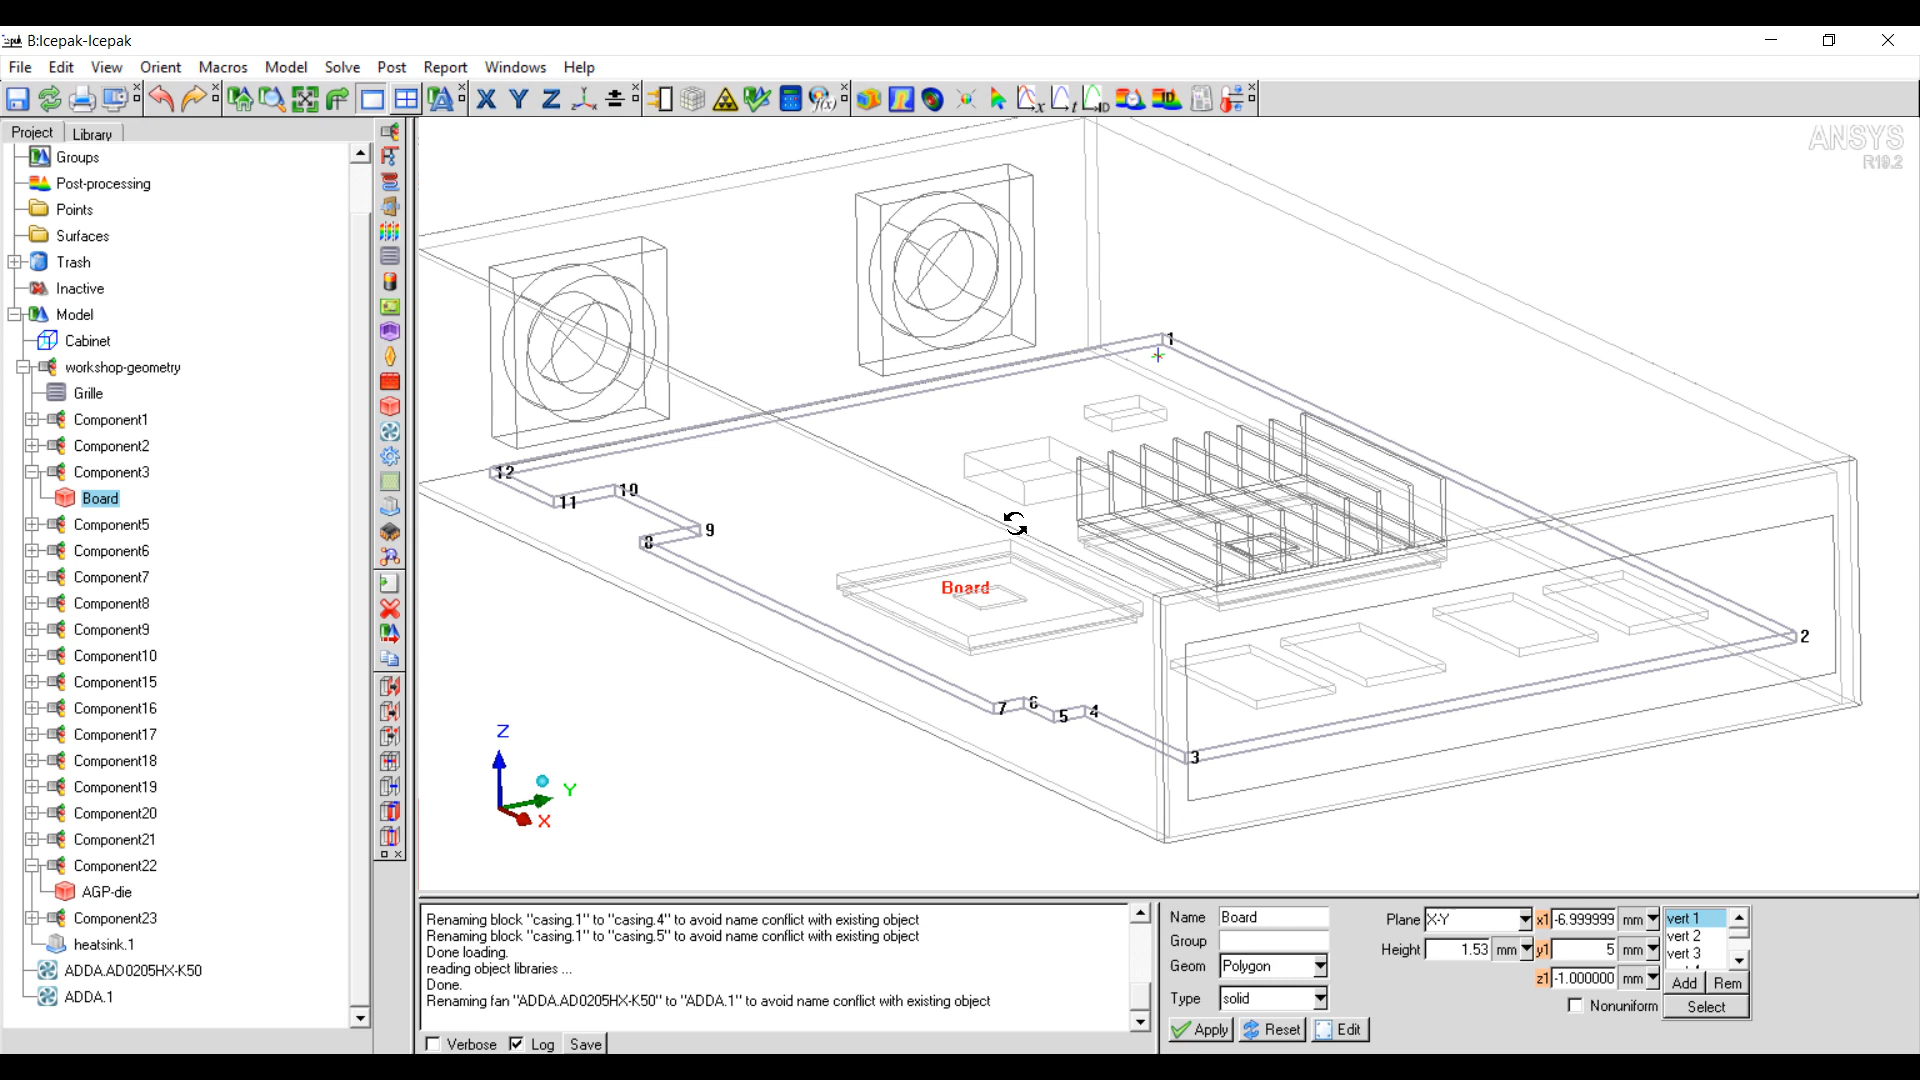 B:Icepak-Icepak
File Edit View Orient Macros Model Solve Post Report Windows Help
Project Library
ANSYS
R19.2
Groups
Post-processing
Points
Surfaces
Trash
Inactive
Model
Cabinet
workshop-geometry
Grille
Component1
Component2
Component3
Board
Component5
Component6
Component7
Component8
Component9
Component10
Component15
Component16
Component17
Component18
Component19
Component20
Component21
Component22
AGP-die
Component23
heatsink.1
ADDA.AD0205HX-K50
ADDA.1
1
12
11
10
9
8
Board
2
7
6
5
4
3
Z
Y
X
Renaming block "casing.1" to "casing.4" to avoid name conflict with existing object
Renaming block "casing.1" to "casing.5" to avoid name conflict with existing object
Done loading.
reading object libraries ...
Done.
Renaming fan "ADDA.AD0205HX-K50" to "ADDA.1" to avoid name conflict with existing object
Verbose Log Save
Name Board
Group
Geom Polygon
Type solid
Apply Reset Edit
Plane X-Y x1 -6.999999 mm
Height 1.53 mm y1 5 mm
z1 -1.000000 mm
Nonuniform
vert 1
vert 2
vert 3
Add Rem
Select